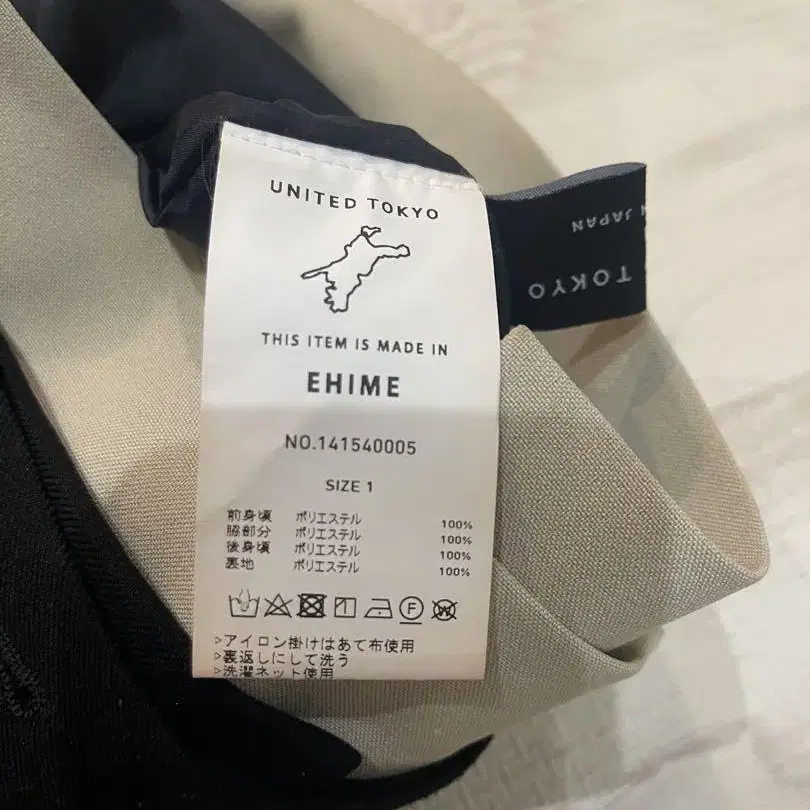 UNITED TOKYO
THIS ITEM IS MADE IN
EHIME
NO.141540005
SIZE 1
前身頃 ポリエステル 100%
脇部分 ポリエステル 100%
後身頃 ポリエステル 100%
裏地 ポリエステル 100%
F W
>アイロン掛けはあて布使用
>裏返しにして洗う
>洗濯ネット使用
TOKYO
JAPAN